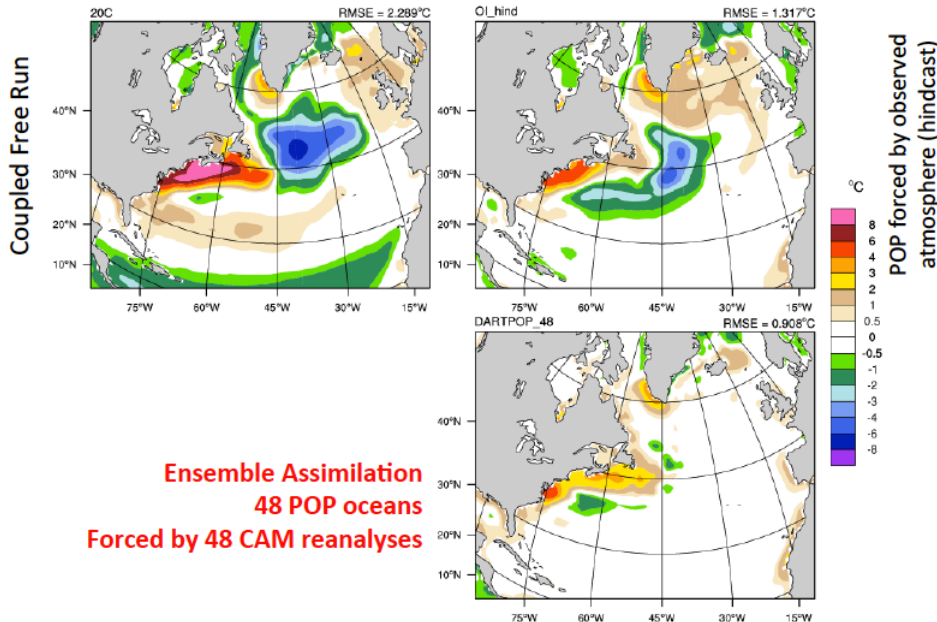 20C
RMSE = 2.289°C
OI_hind
RMSE = 1.317°C
Coupled Free Run
40°N
30°N
20°N
10°N
75°W
60°W
45°W
30°W
15°W
40°N
30°N
20°N
10°N
75°W
60°W
45°W
30°W
15°W
°C
8
6
4
3
2
1
0.5
0
-0.5
-1
-2
-3
-4
-6
-8
POP forced by observed
atmosphere (hindcast)
DARTPOP_48
RMSE = 0.908°C
40°N
30°N
20°N
10°N
75°W
60°W
45°W
30°W
15°W
Ensemble Assimilation
48 POP oceans
Forced by 48 CAM reanalyses